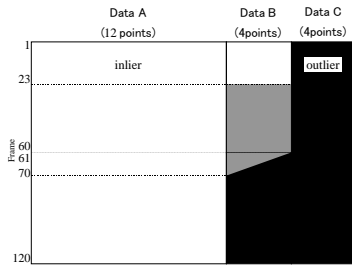 Data A Data B Data C
(12 points) (4points) (4points)
1
inlier outlier
23
Frame
60
61
70
120